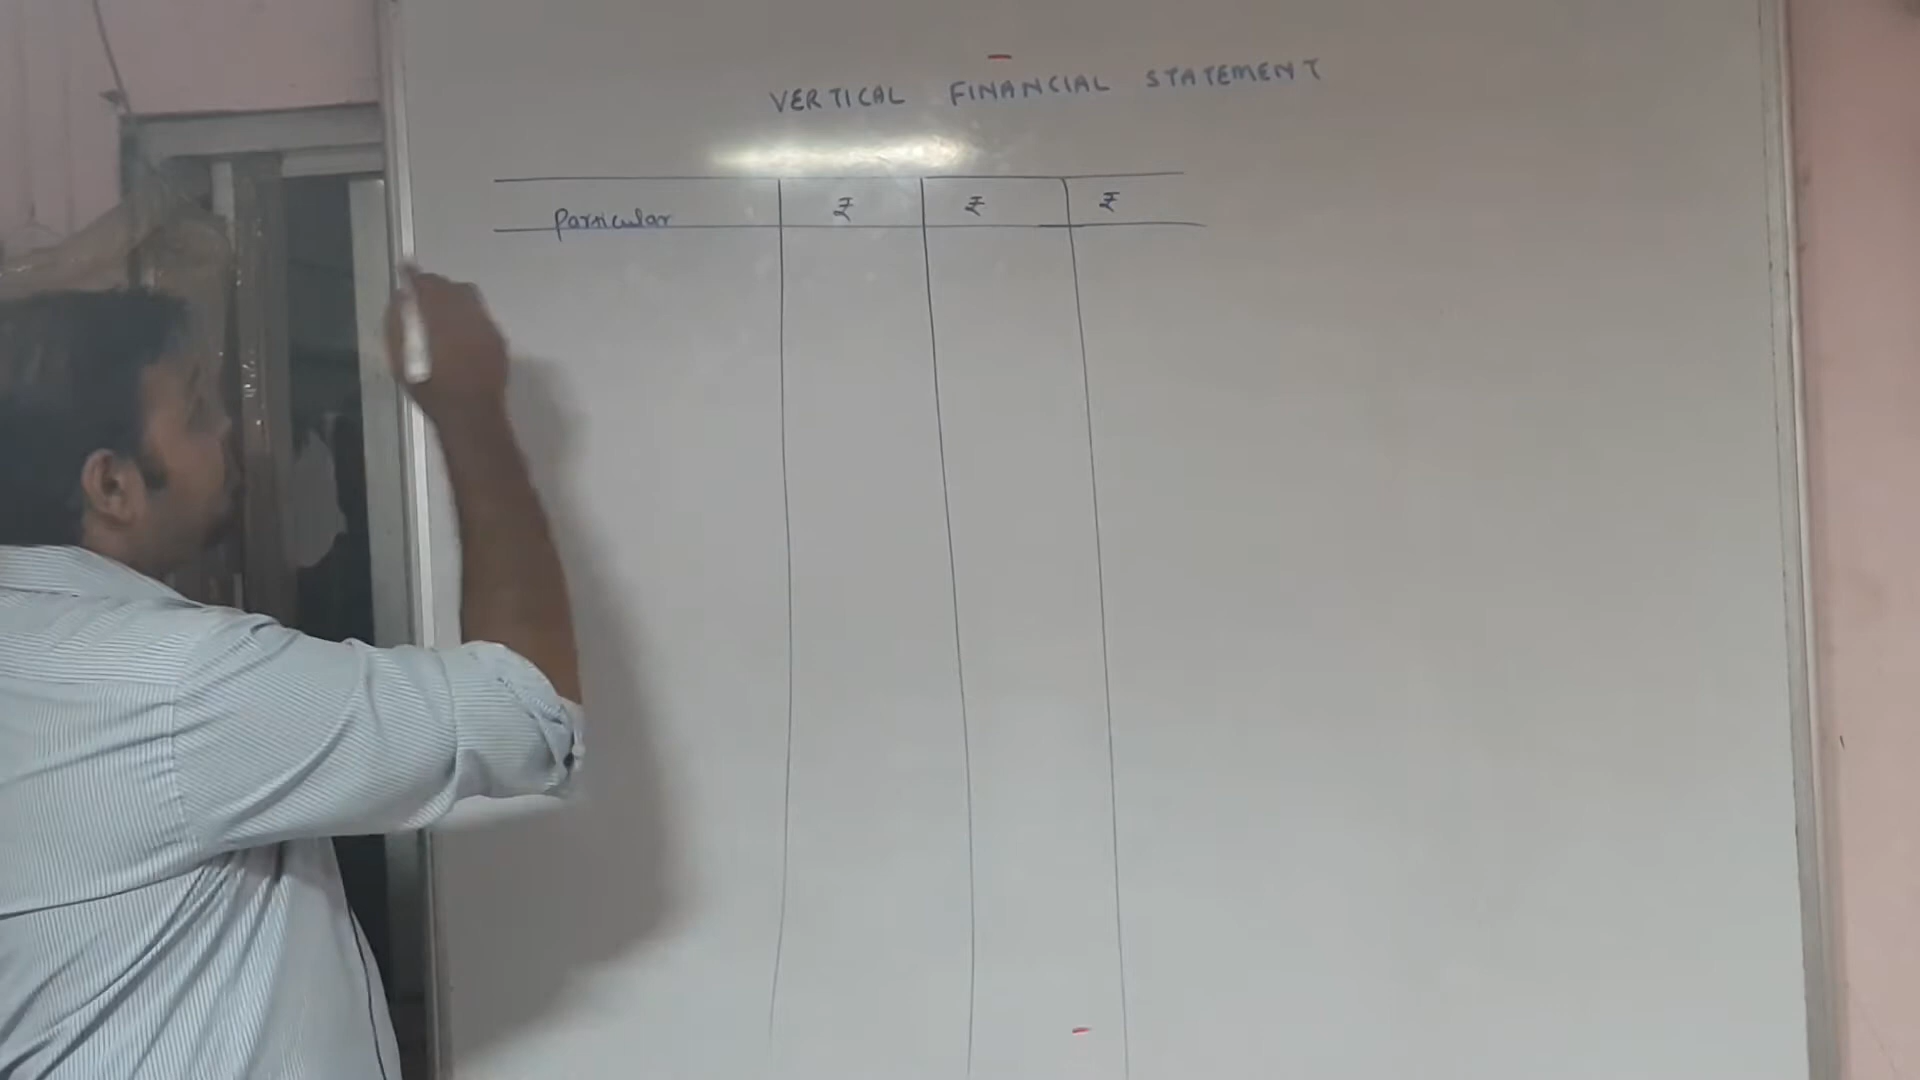 VERTICAL FINANCIAL STATEMENT
Particular ₹ ₹ ₹